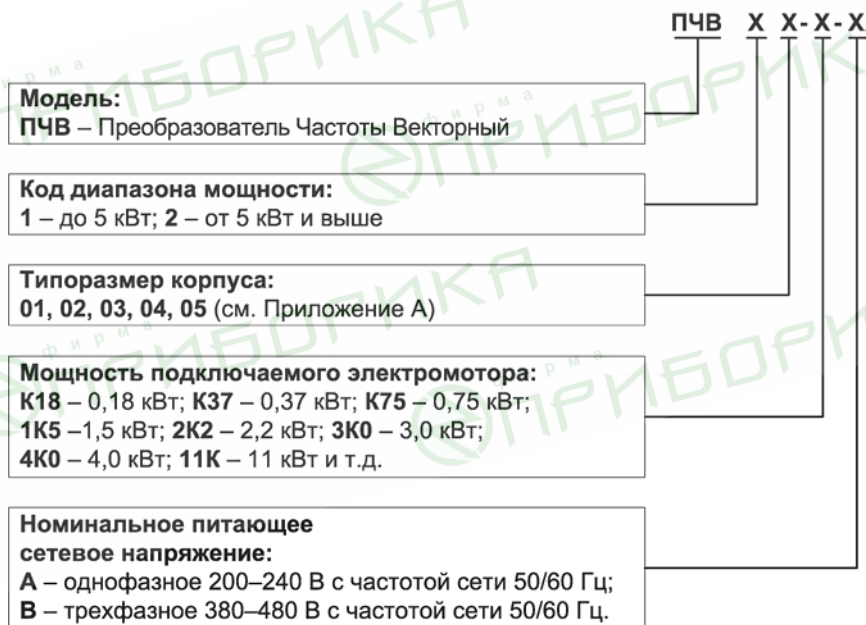 ПЧВ Х Х-Х-Х
Модель:
ПЧВ – Преобразователь Частоты Векторный
Код диапазона мощности:
1 – до 5 кВт; 2 – от 5 кВт и выше
Типоразмер корпуса:
01, 02, 03, 04, 05 (см. Приложение А)
Мощность подключаемого электромотора:
К18 – 0,18 кВт; К37 – 0,37 кВт; К75 – 0,75 кВт;
1К5 –1,5 кВт; 2К2 – 2,2 кВт; 3К0 – 3,0 кВт;
4К0 – 4,0 кВт; 11К – 11 кВт и т.д.
Номинальное питающее
сетевое напряжение:
А – однофазное 200–240 В с частотой сети 50/60 Гц;
В – трехфазное 380–480 В с частотой сети 50/60 Гц.
фирма
ПРИБОРИКА